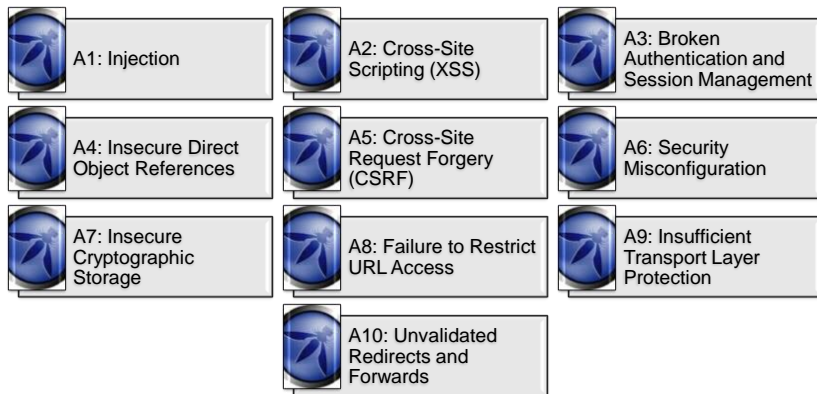 A1: Injection
A2: Cross-Site
Scripting (XSS)
A3: Broken
Authentication and
Session Management
A4: Insecure Direct
Object References
A5: Cross-Site
Request Forgery
(CSRF)
A6: Security
Misconfiguration
A7: Insecure
Cryptographic
Storage
A8: Failure to Restrict
URL Access
A9: Insufficient
Transport Layer
Protection
A10: Unvalidated
Redirects and
Forwards